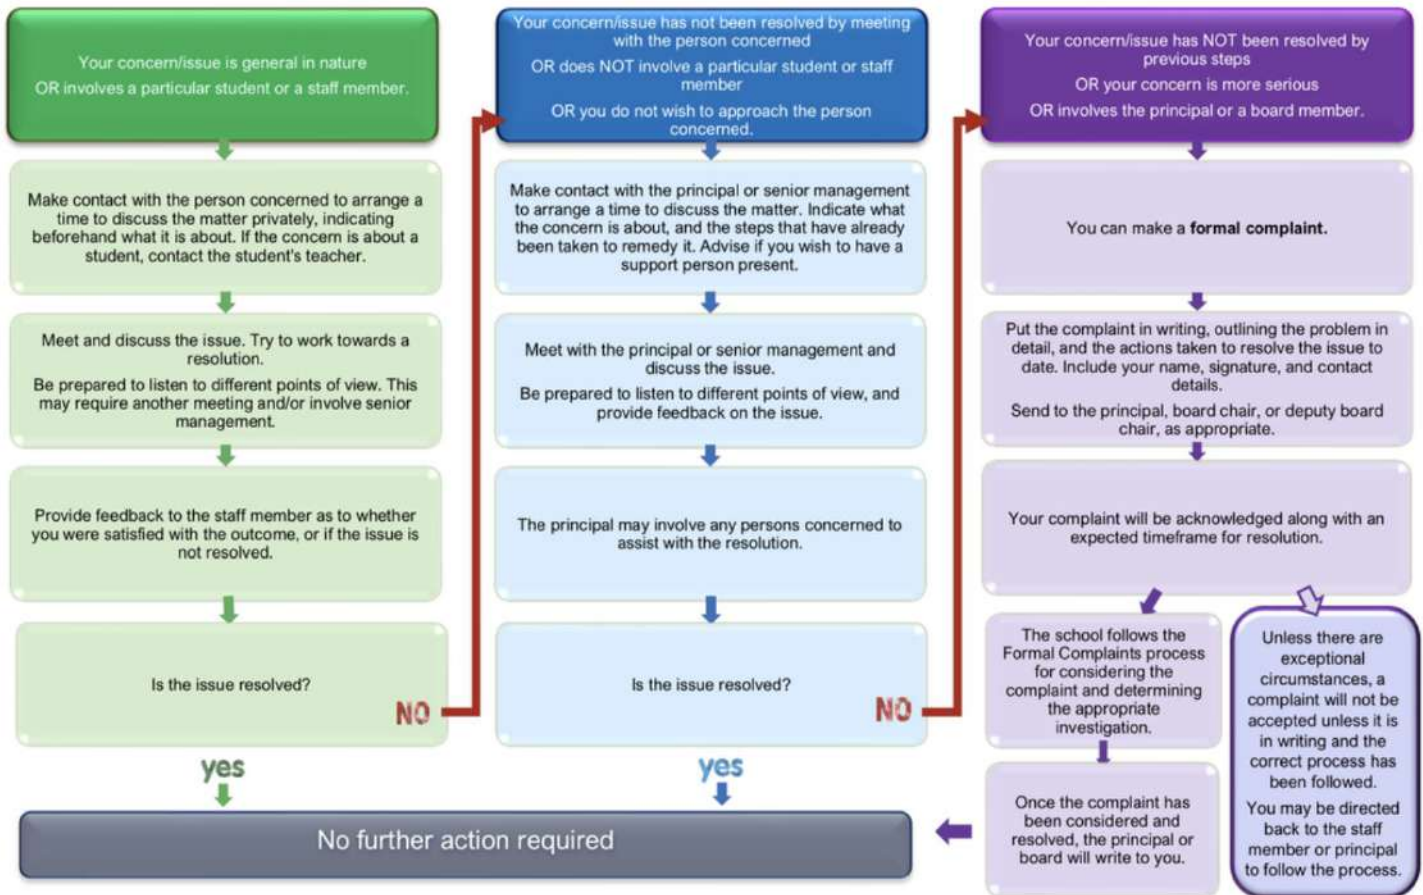 Your concern/issue is general in nature
OR involves a particular student or a staff member.
Make contact with the person concerned to arrange a
time to discuss the matter privately, indicating
beforehand what it is about. If the concern is about a
student, contact the student's teacher.
Meet and discuss the issue. Try to work towards a
resolution.
Be prepared to listen to different points of view. This
may require another meeting and/or involve senior
management.
Provide feedback to the staff member as to whether
you were satisfied with the outcome, or if the issue is
not resolved.
Is the issue resolved?
NO
yes
Your concern/issue has not been resolved by meeting
with the person concerned
OR does NOT involve a particular student or staff
member
OR you do not wish to approach the person
concerned.
Make contact with the principal or senior management
to arrange a time to discuss the matter. Indicate what
the concern is about, and the steps that have already
been taken to remedy it. Advise if you wish to have a
support person present.
Meet with the principal or senior management and
discuss the issue.
Be prepared to listen to different points of view, and
provide feedback on the issue.
The principal may involve any persons concerned to
assist with the resolution.
Is the issue resolved?
NO
yes
Your concern/issue has NOT been resolved by
previous steps
OR your concern is more serious
OR involves the principal or a board member.
You can make a formal complaint.
Put the complaint in writing, outlining the problem in
detail, and the actions taken to resolve the issue to
date. Include your name, signature, and contact
details.
Send to the principal, board chair, or deputy board
chair, as appropriate.
Your complaint will be acknowledged along with an
expected timeframe for resolution.
The school follows the
Formal Complaints process
for considering the
complaint and determining
the appropriate
investigation.
Once the complaint has
been considered and
resolved, the principal or
board will write to you.
Unless there are
exceptional
circumstances, a
complaint will not be
accepted unless it is
in writing and the
correct process has
been followed.
You may be directed
back to the staff
member or principal
to follow the process.
No further action required